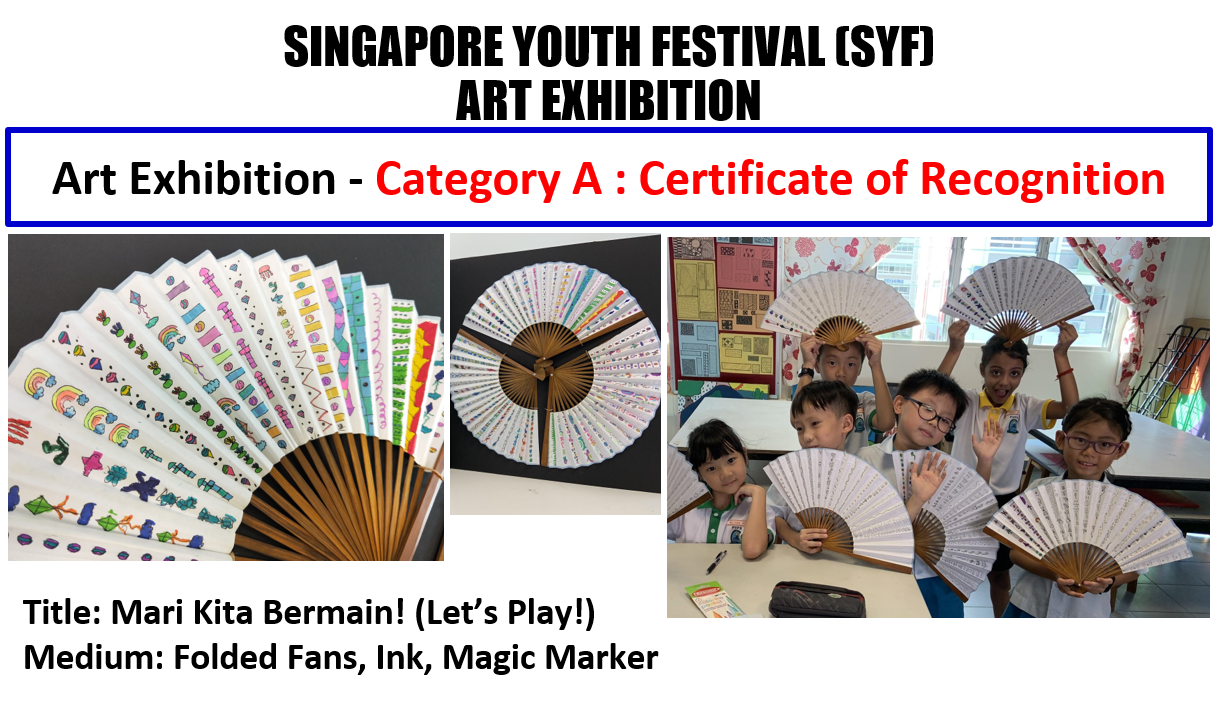 SINGAPORE YOUTH FESTIVAL (SYF)
ART EXHIBITION
Art Exhibition - Category A : Certificate of Recognition
Title: Mari Kita Bermain! (Let's Play!)
Medium: Folded Fans, Ink, Magic Marker